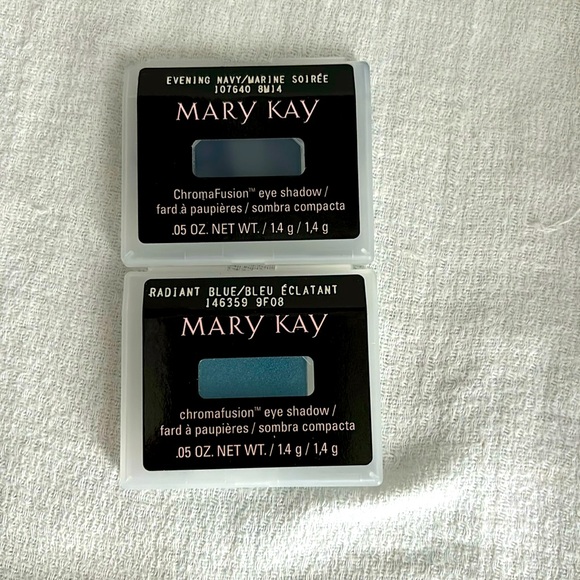 EVENING NAVY/MARINE SOIRÉE
107640 8M14
MARY KAY
ChromaFusion™ eye shadow /
fard à paupières / sombra compacta
.05 OZ. NET WT. / 1.4 g / 1,4 g
RADIANT BLUE/BLEU ÉCLATANT
146359 9F08
MARY KAY
chromafusion™ eye shadow /
fard à paupières / sombra compacta
.05 OZ. NET WT. / 1.4 g / 1,4 g